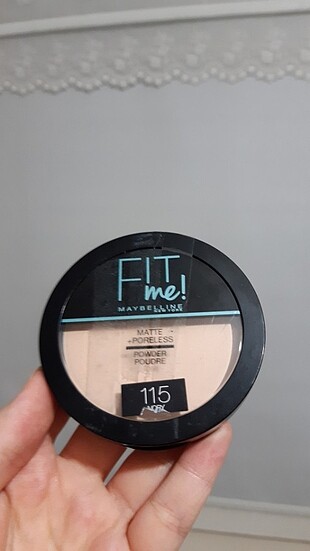 FIT
me!
MAYBELLINE
NEW YORK
MATTE
+PORELESS
POWDER
POUDRE
115